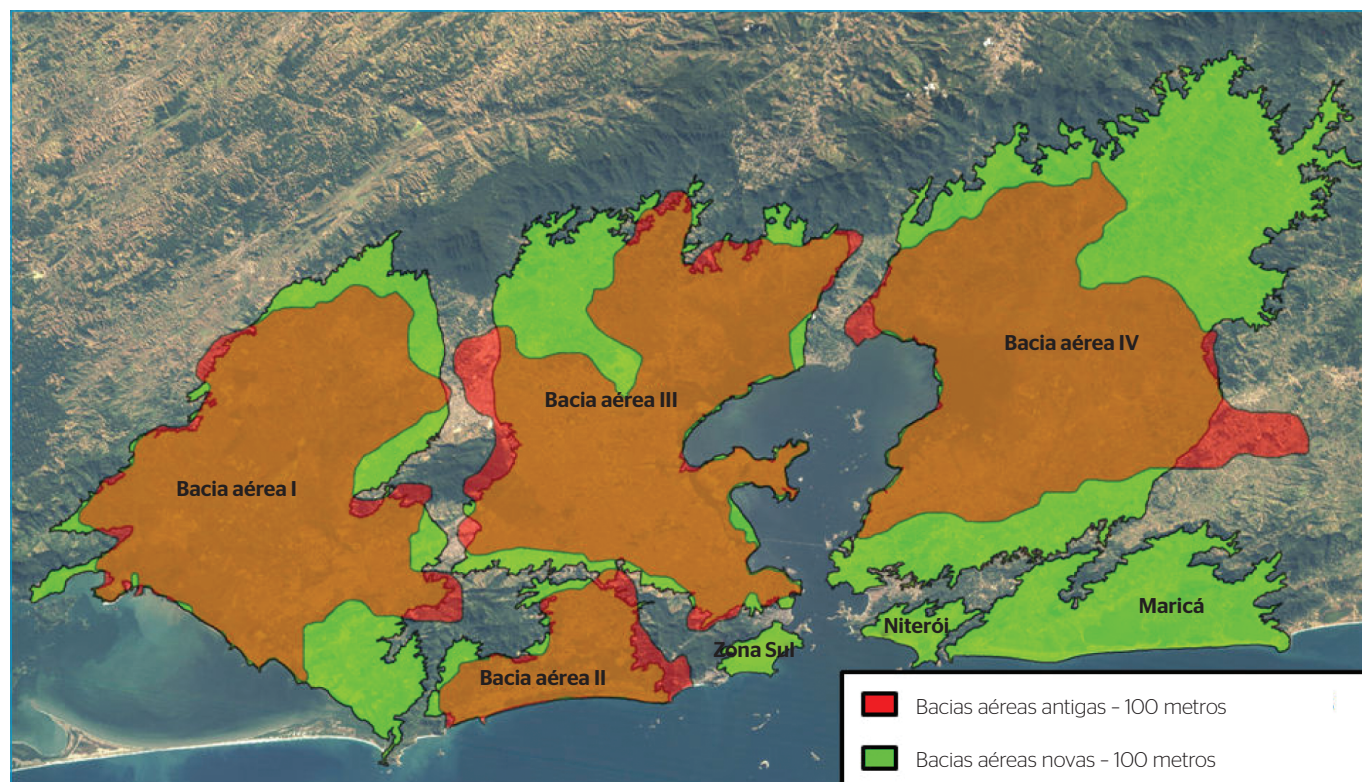 Bacia aérea IV
Bacia aérea III
Bacia aérea I
Maricá
Niterói
Zona Sul
Bacia aérea II
Bacias aéreas antigas – 100 metros
Bacias aéreas novas – 100 metros